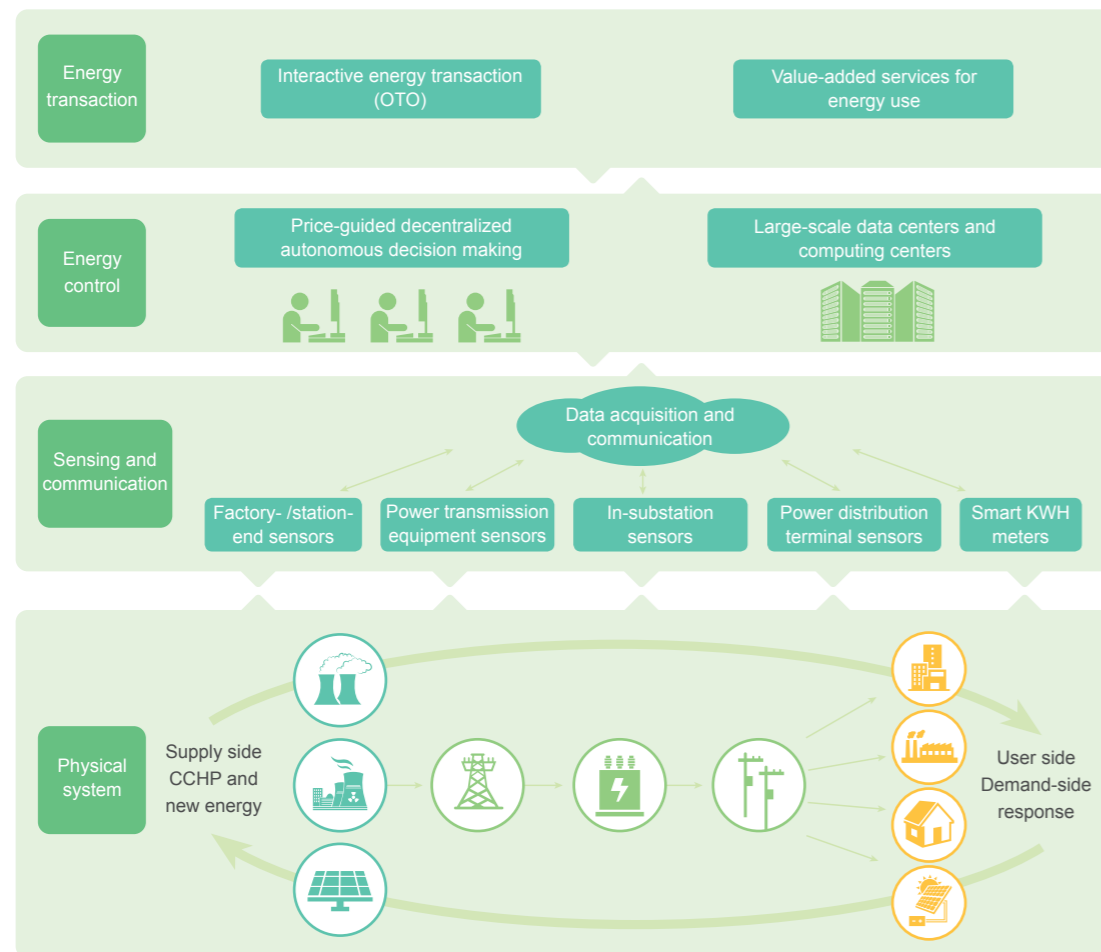 Energy
transaction
Interactive energy transaction
(OTO)
Value-added services for
energy use
Energy
control
Price-guided decentralized
autonomous decision making
Large-scale data centers and
computing centers
Sensing and
communication
Data acquisition and
communication
Factory- /station-
end sensors
Power transmission
equipment sensors
In-substation
sensors
Power distribution
terminal sensors
Smart KWH
meters
Physical
system
Supply side
CCHP and
new energy
User side
Demand-side
response